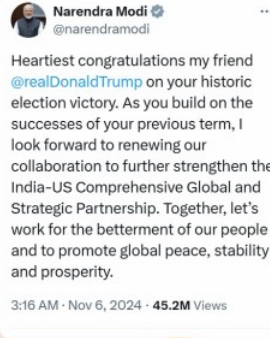 Narendra Modi
@narendramodi
Heartiest congratulations my friend
@realDonaldTrump on your historic
election victory. As you build on the
successes of your previous term, I
look forward to renewing our
collaboration to further strengthen the
India-US Comprehensive Global and
Strategic Partnership. Together, let's
work for the betterment of our people
and to promote global peace, stability
and prosperity.
3:16 AM · Nov 6, 2024 · 45.2M Views